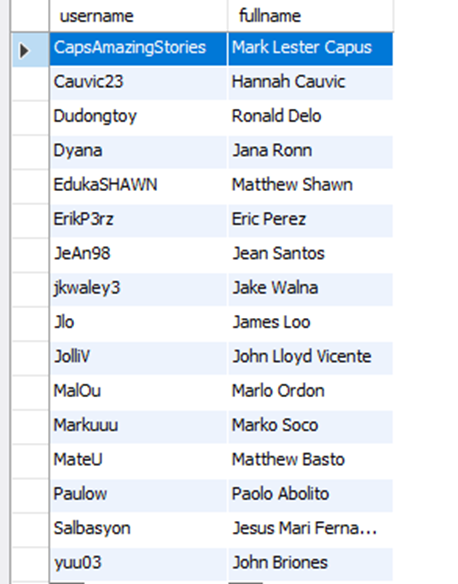 username fullname
CapsAmazingStories Mark Lester Capus
Cauvic23 Hannah Cauvic
Dudongtoy Ronald Delo
Dyana Jana Ronn
EdukaSHAWN Matthew Shawn
ErikP3rz Eric Perez
JeAn98 Jean Santos
jkwaley3 Jake Walna
Jlo James Loo
JolliV John Lloyd Vicente
MalOu Marlo Ordon
Markuuu Marko Soco
MateU Matthew Basto
Paulow Paolo Abolito
Salbasyon Jesus Mari Ferna...
yuu03 John Briones